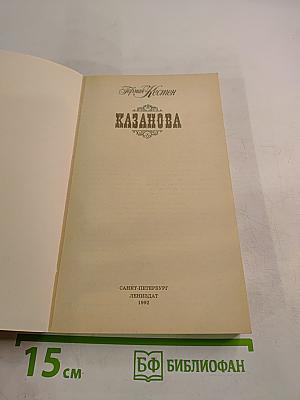 Герман Кестен
КАЗАНОВА
САНКТ-ПЕТЕРБУРГ
ЛЕНИЗДАТ
1992
15 см
БФ БИБЛИОФАН